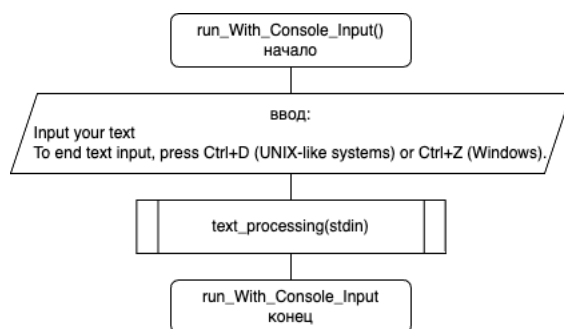 run_With_Console_Input()
начало
ввод:
Input your text
To end text input, press Ctrl+D (UNIX-like systems) or Ctrl+Z (Windows).
text_processing(stdin)
run_With_Console_Input
конец